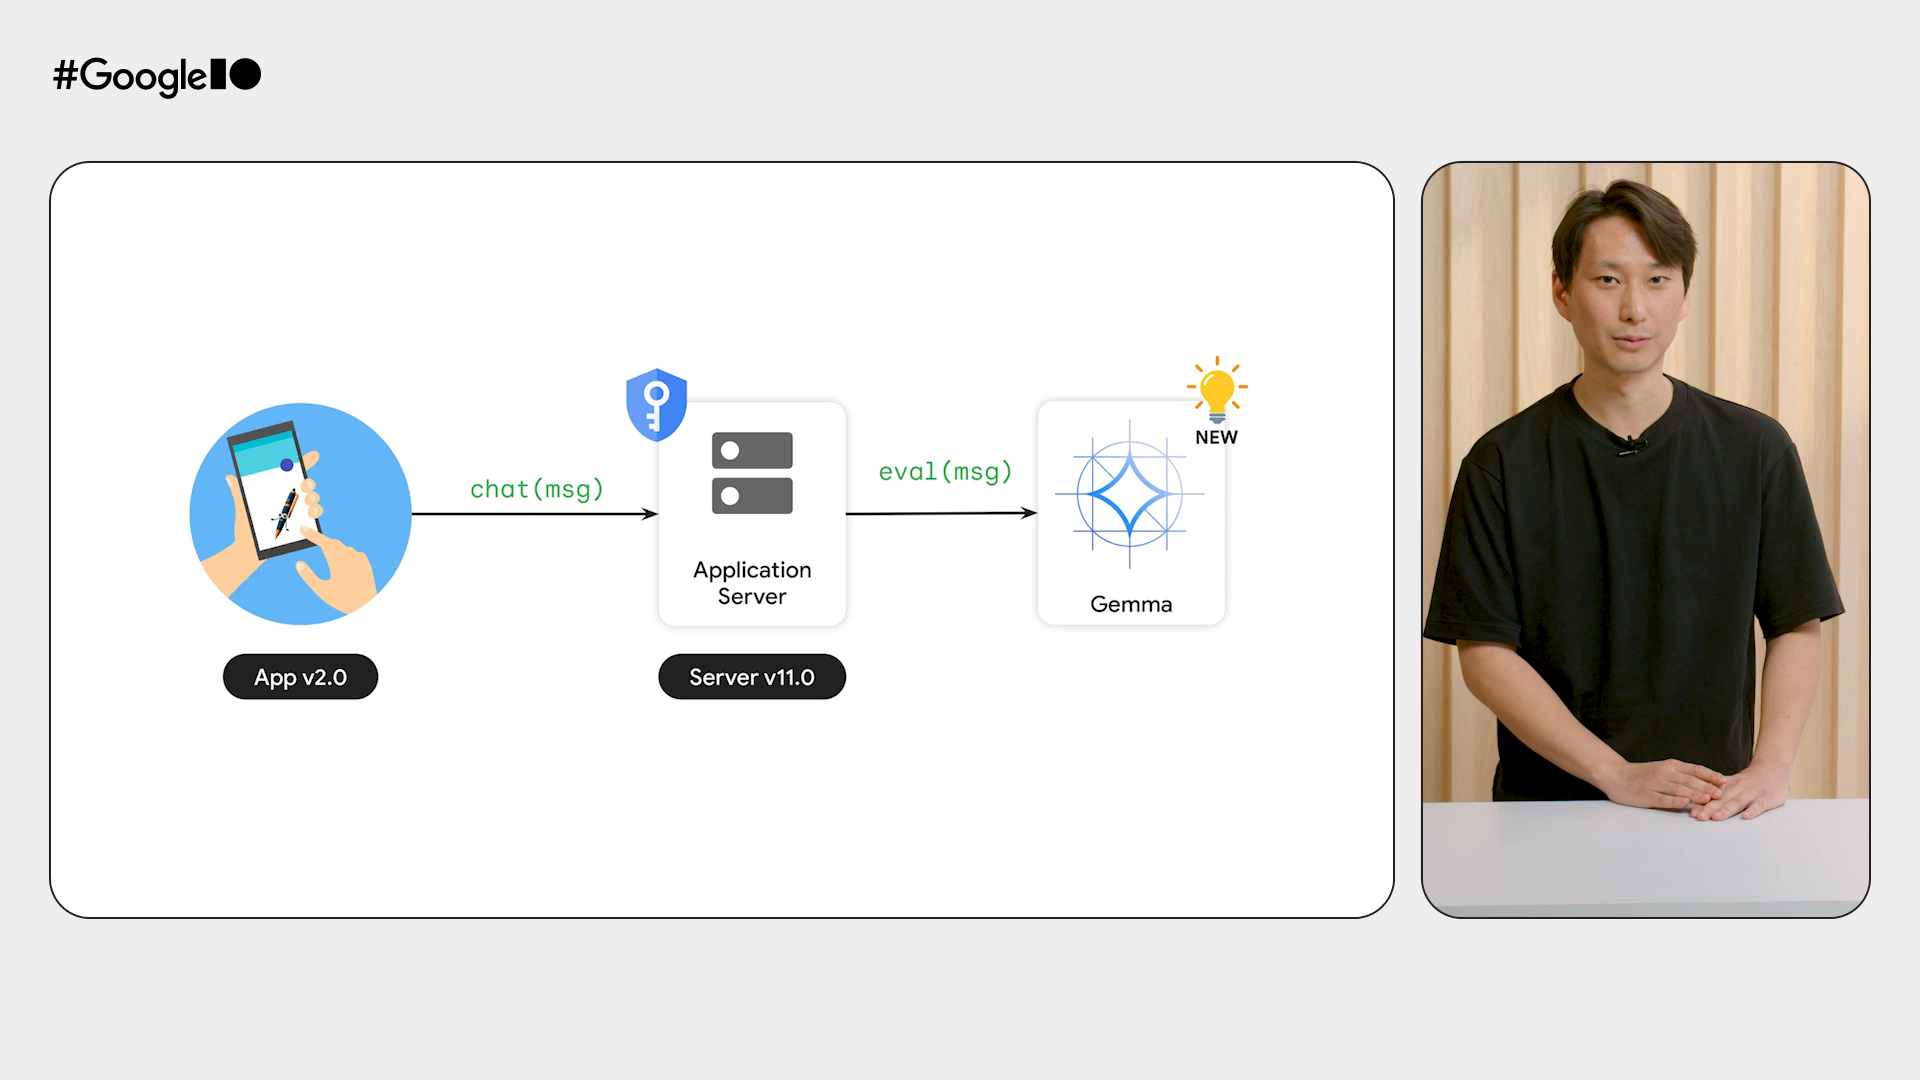 #GoogleIO
chat(msg)
eval(msg)
NEW
Application
Server
Gemma
App v2.0
Server v11.0